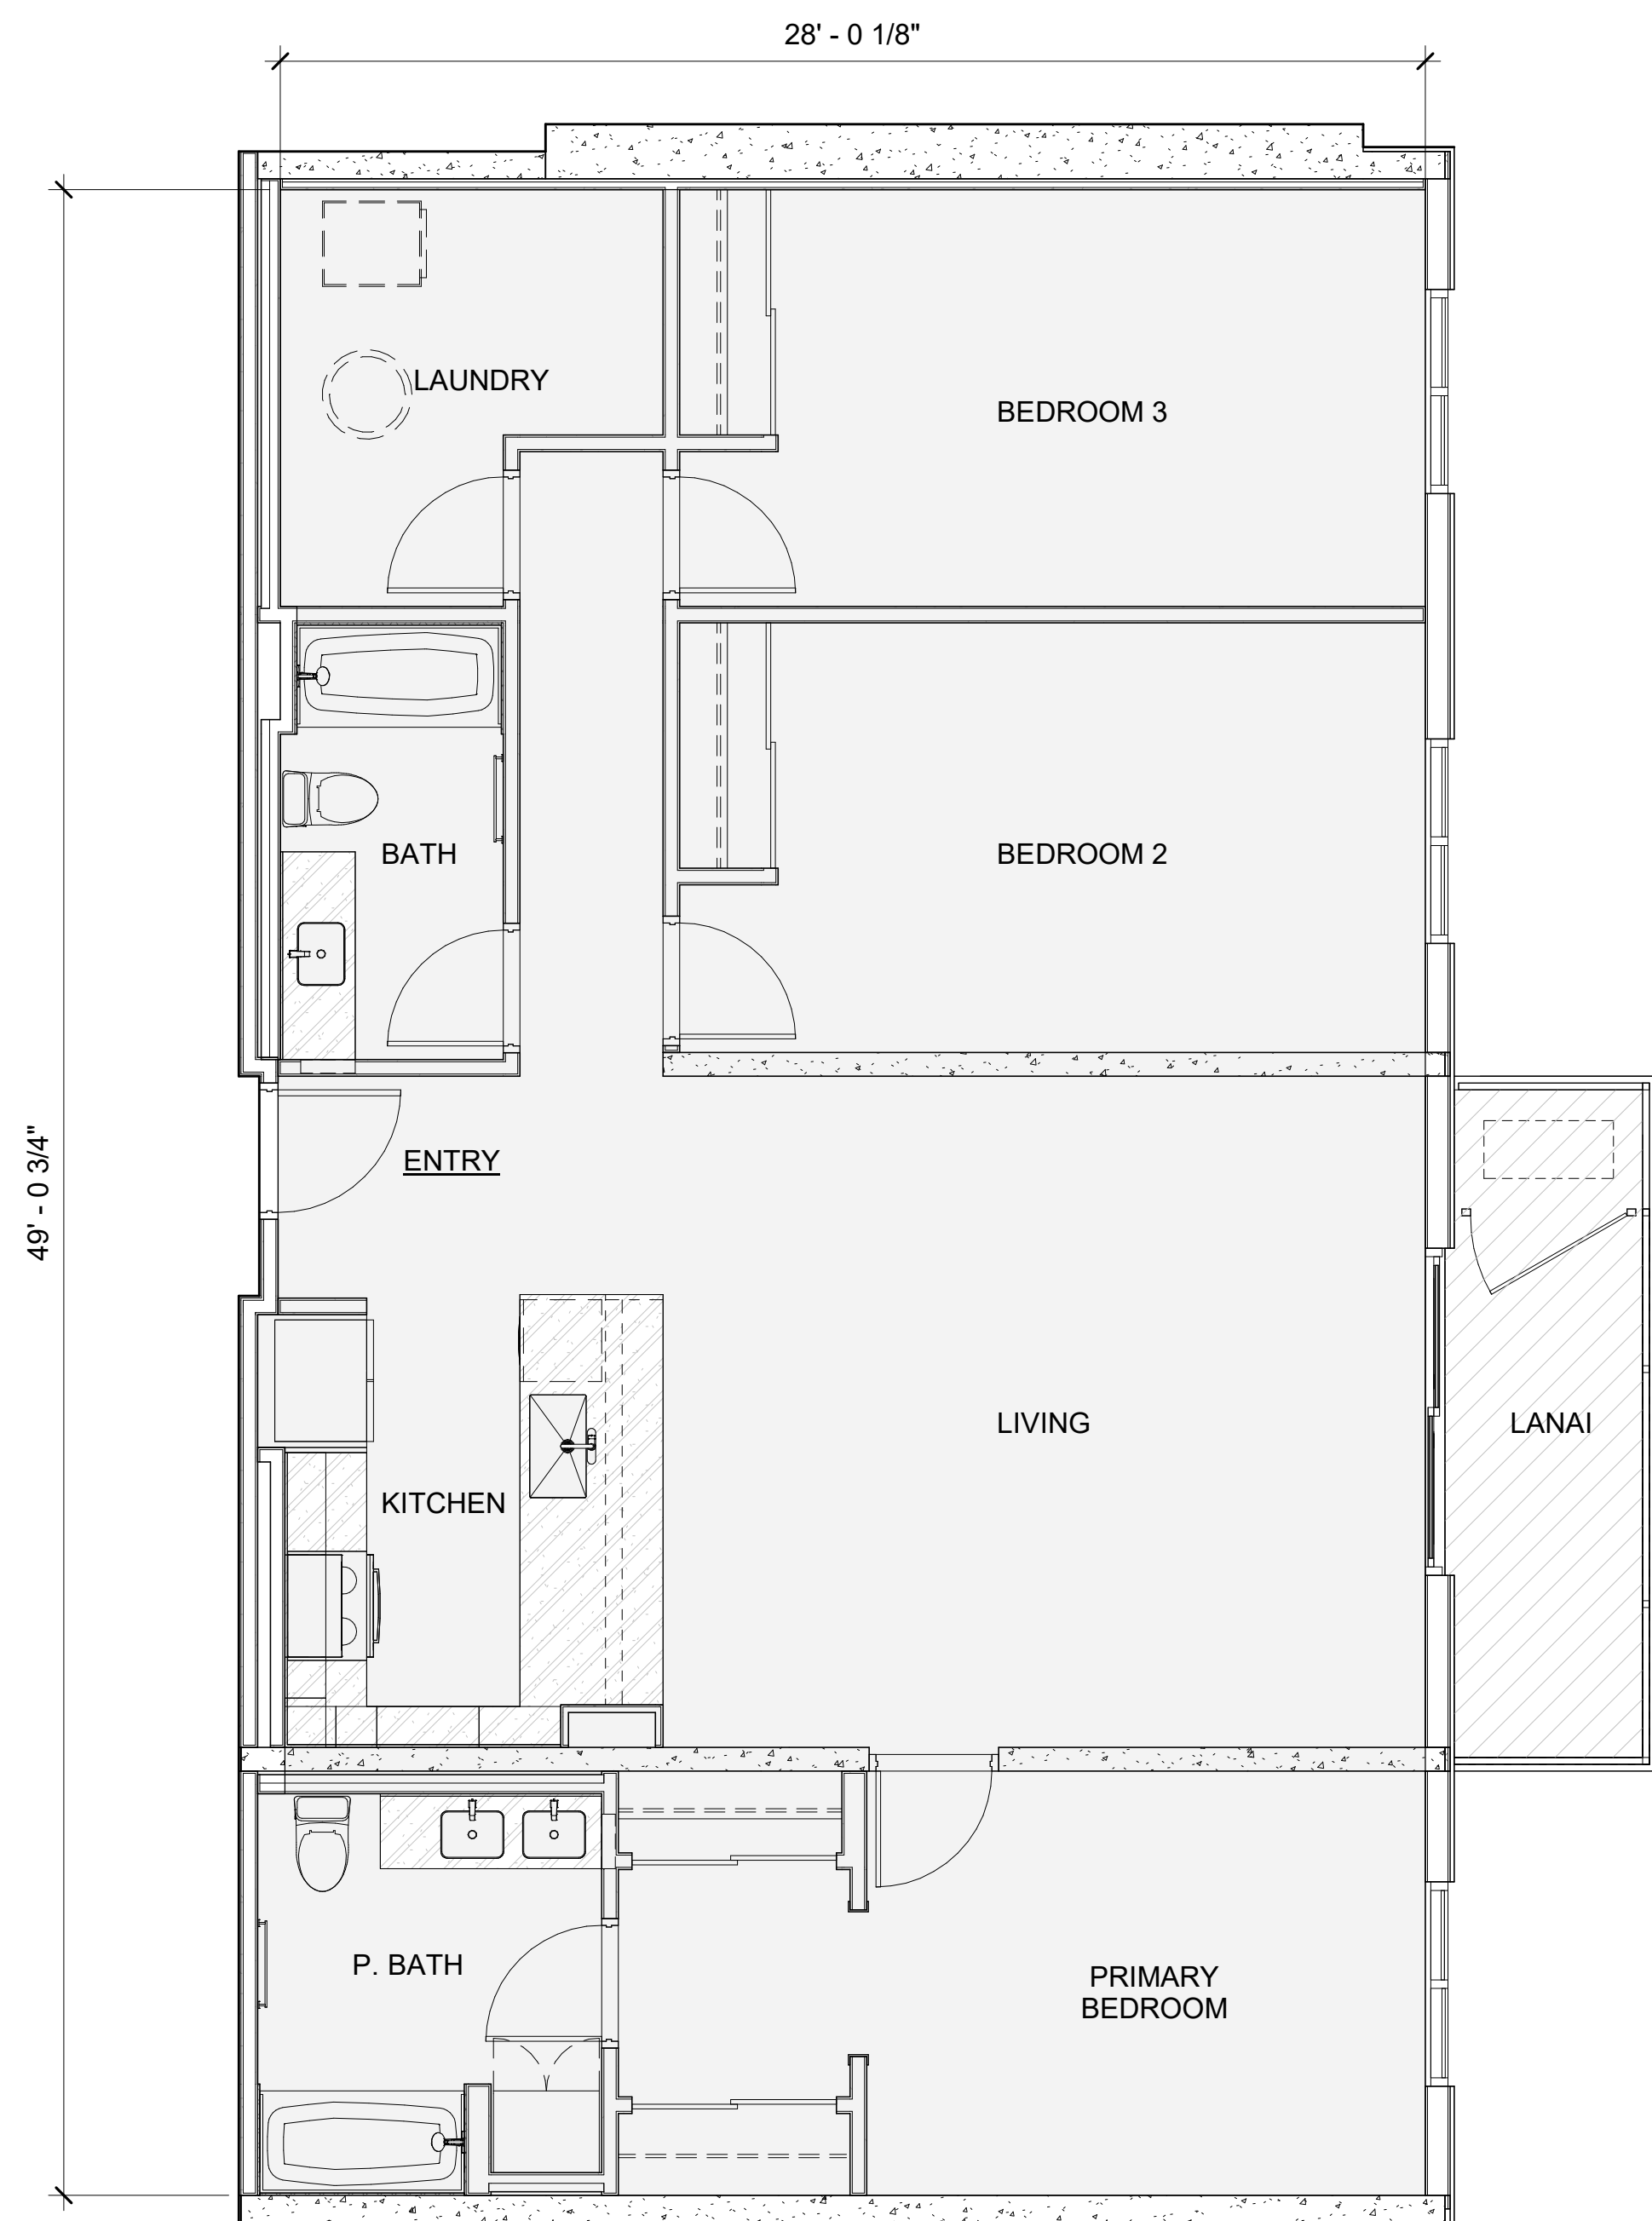 28' - 0 1/8"
LAUNDRY
BEDROOM 3
BATH
BEDROOM 2
49' - 0 3/4"
ENTRY
LIVING
LANAI
KITCHEN
P. BATH
PRIMARY
BEDROOM